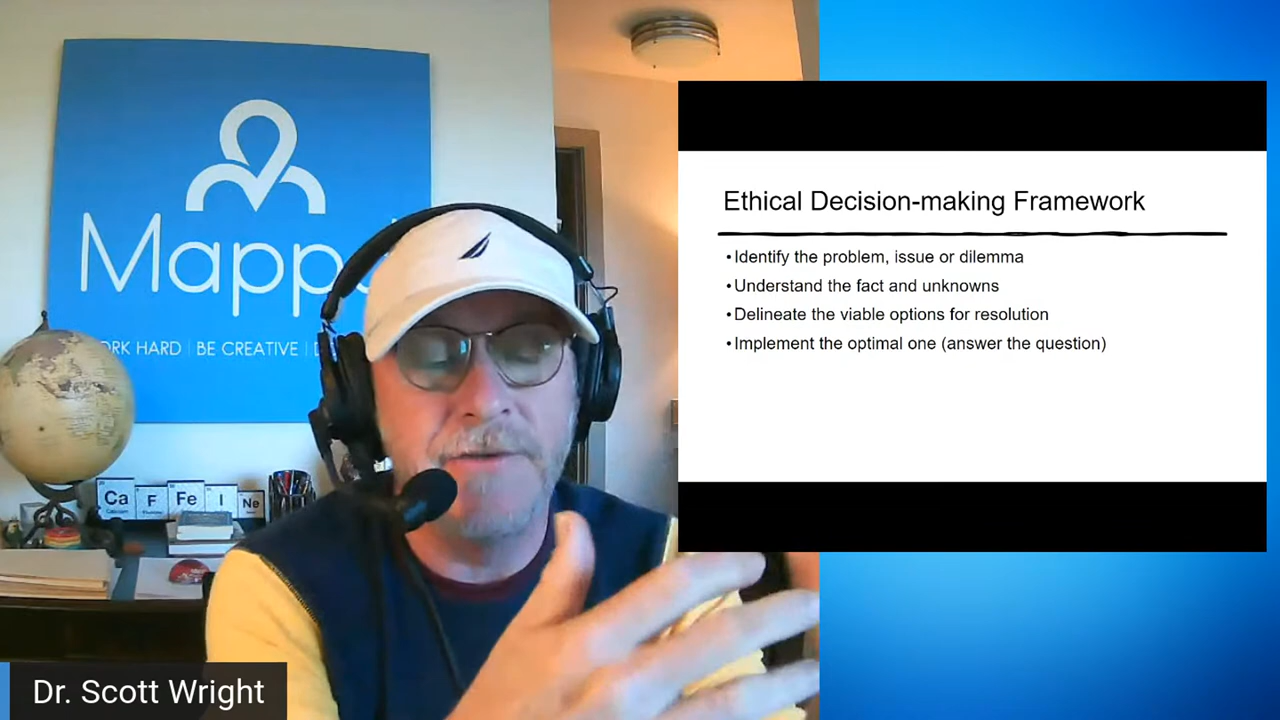 Mapp
RK HARD | BE CREATIVE |
Ca F Fe I Ne
Ethical Decision-making Framework
•Identify the problem, issue or dilemma
•Understand the fact and unknowns
•Delineate the viable options for resolution
•Implement the optimal one (answer the question)
Dr. Scott Wright